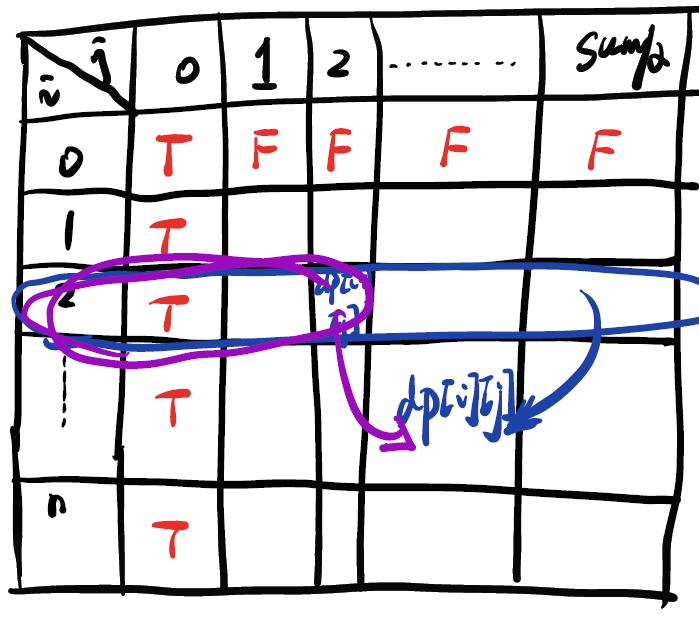 j 0 1 2 ........ Sum/2
i
0 T F F F F
1 T
2 T dp[i]
[j]
........ T dp[i][j]
n T